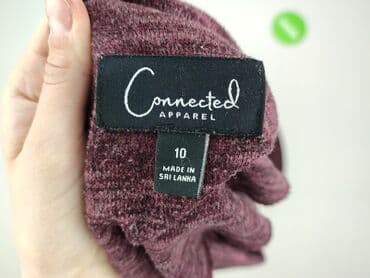 Connected
APPAREL
10
MADE IN
SRI LANKA